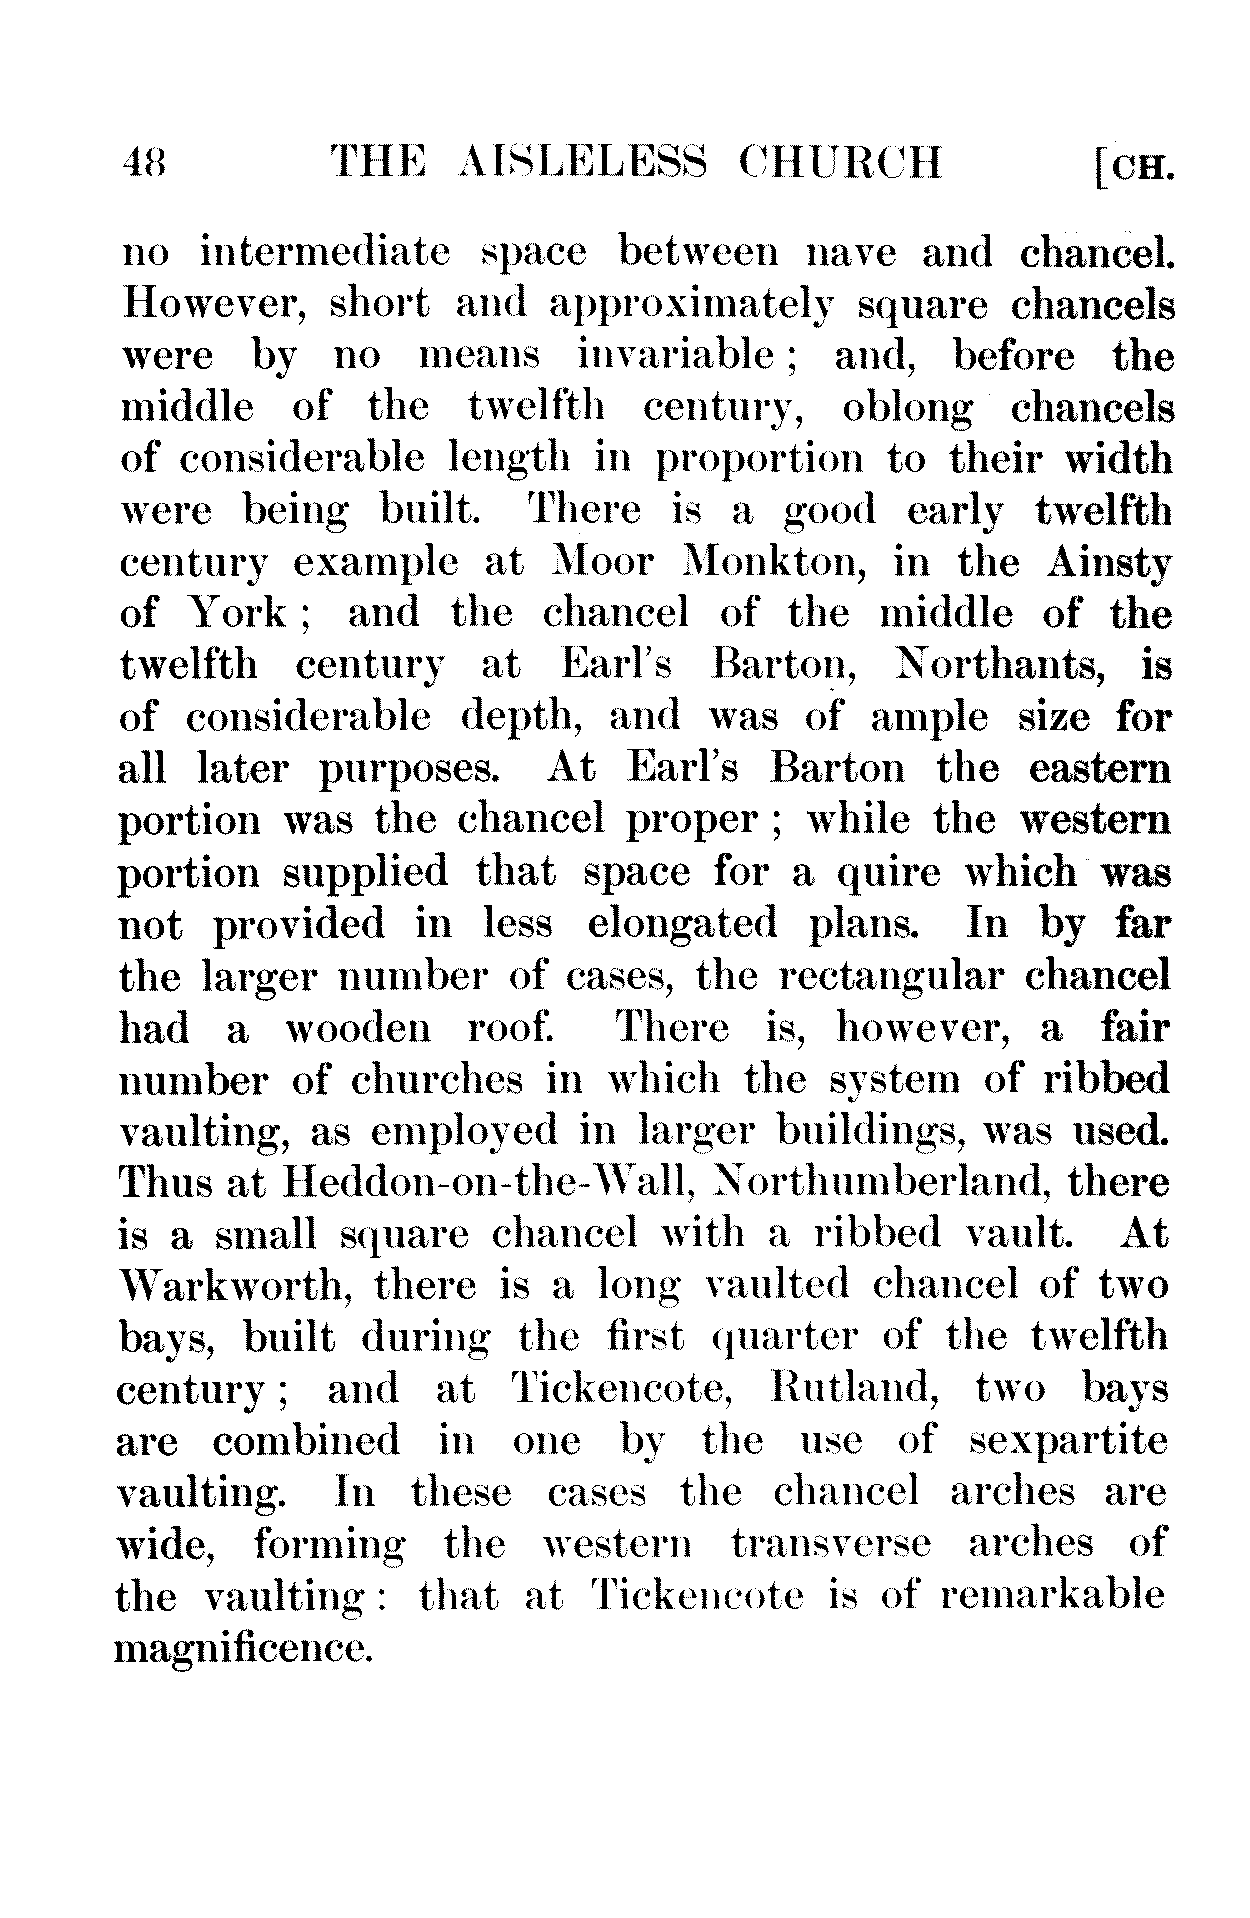 48 THE AISLELESS CHURCH [CH.
no intermediate space between nave and chancel.
However, short and approximately square chancels
were by no means invariable ; and, before the
middle of the twelfth century, oblong chancels
of considerable length in proportion to their width
were being built. There is a good early twelfth
century example at Moor Monkton, in the Ainsty
of York ; and the chancel of the middle of the
twelfth century at Earl's Barton, Northants, is
of considerable depth, and was of ample size for
all later purposes. At Earl's Barton the eastern
portion was the chancel proper ; while the western
portion supplied that space for a quire which was
not provided in less elongated plans. In by far
the larger number of cases, the rectangular chancel
had a wooden roof. There is, however, a fair
number of churches in which the system of ribbed
vaulting, as employed in larger buildings, was used.
Thus at Heddon-on-the-Wall, Northumberland, there
is a small square chancel with a ribbed vault. At
Warkworth, there is a long vaulted chancel of two
bays, built during the first quarter of the twelfth
century ; and at Tickencote, Rutland, two bays
are combined in one by the use of sexpartite
vaulting. In these cases the chancel arches are
wide, forming the western transverse arches of
the vaulting : that at Tickencote is of remarkable
magnificence.